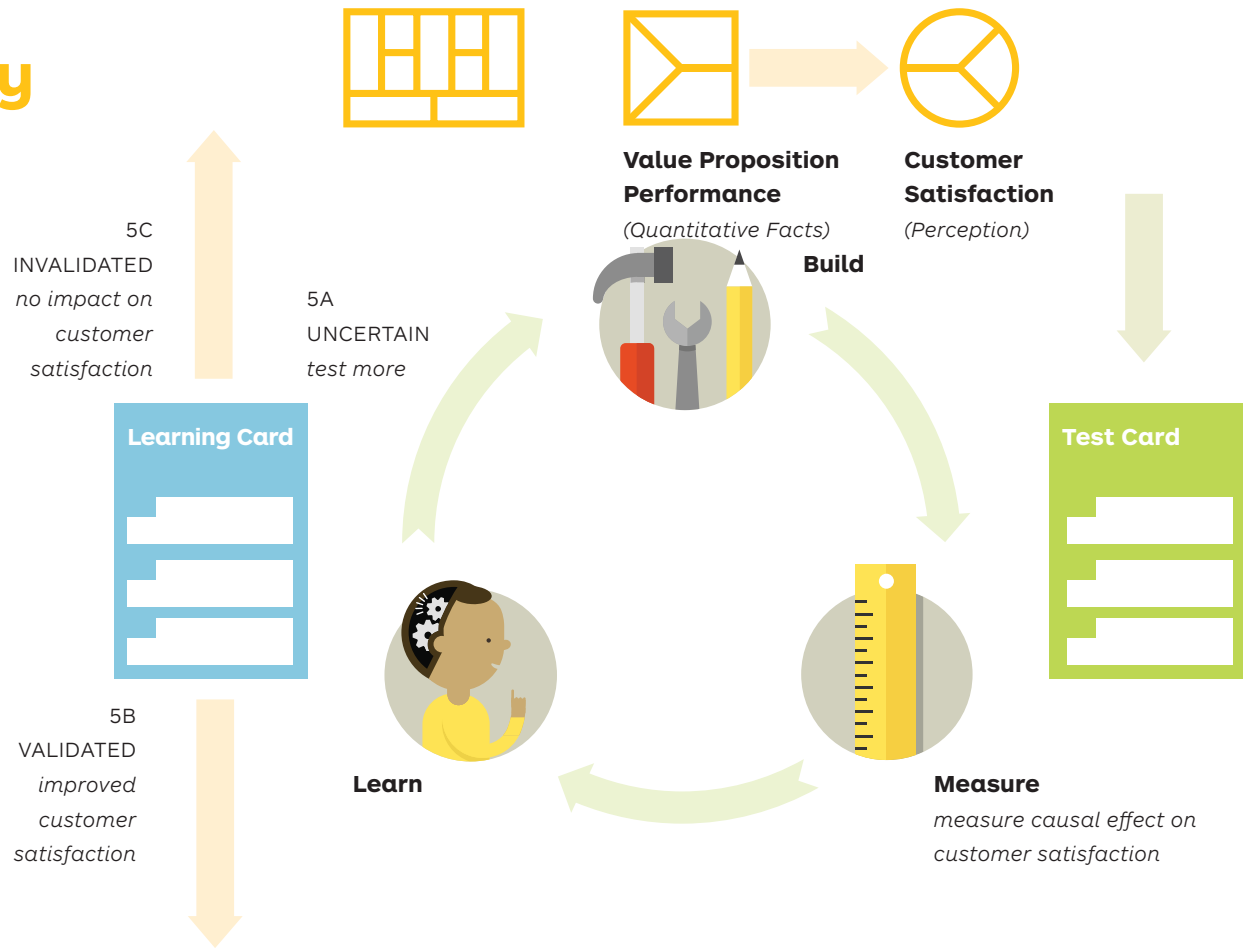 y
Value Proposition
Performance
(Quantitative Facts)
Customer
Satisfaction
(Perception)
Build
5C
INVALIDATED
no impact on
customer
satisfaction
5A
UNCERTAIN
test more
Learning Card
Test Card
5B
VALIDATED
improved
customer
satisfaction
Learn
Measure
measure causal effect on
customer satisfaction